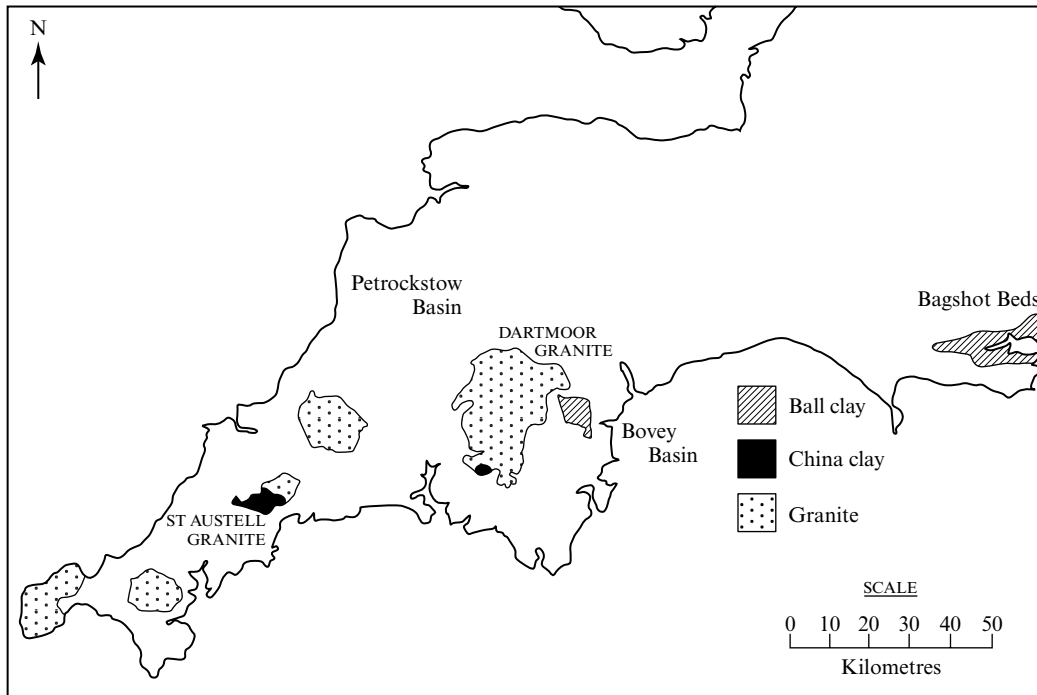 N
Petrockstow
Basin
Bagshot Beds
DARTMOOR
GRANITE
Ball clay
Bovey
Basin
China clay
Granite
ST AUSTELL
GRANITE
SCALE
0 10 20 30 40 50
Kilometres